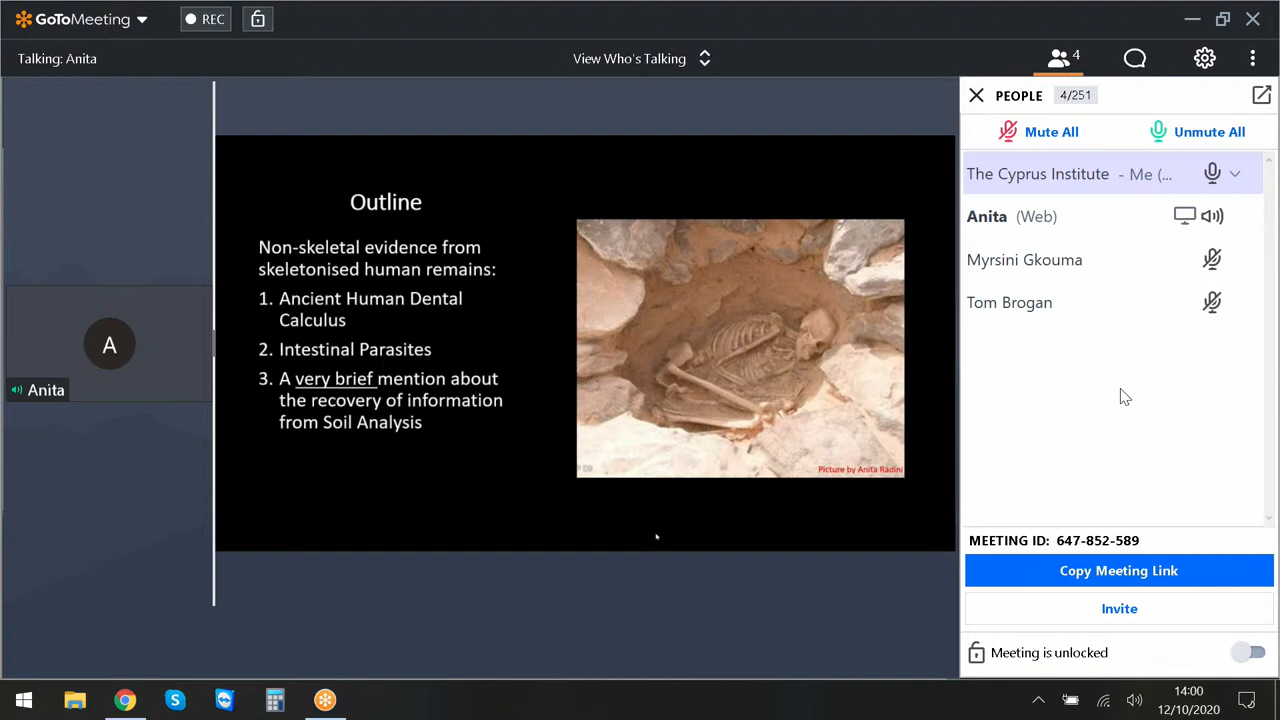 GoToMeeting
REC
Talking: Anita
View Who's Talking
4
PEOPLE 4/251
Mute All
Unmute All
The Cyprus Institute - Me (...
Anita (Web)
Myrsini Gkouma
Tom Brogan
A
Anita
Outline
Non-skeletal evidence from
skeletonised human remains:
1. Ancient Human Dental
Calculus
2. Intestinal Parasites
3. A very brief mention about
the recovery of information
from Soil Analysis
Picture by Anita Radini
MEETING ID: 647-852-589
Copy Meeting Link
Invite
Meeting is unlocked
14:00
12/10/2020